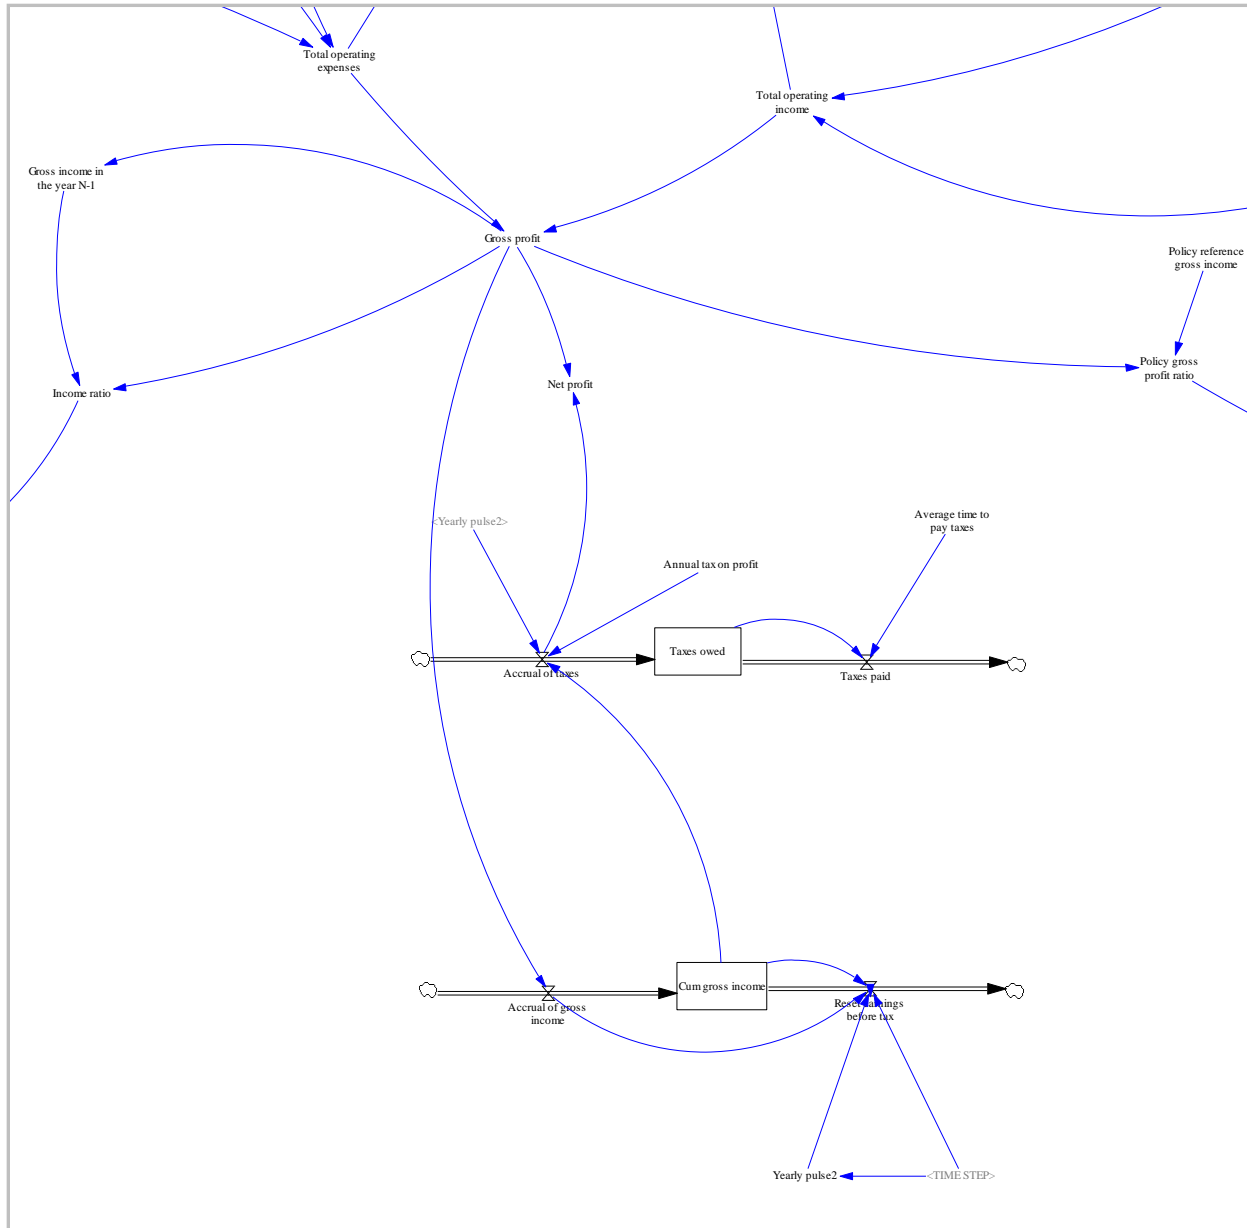 Total operating
expenses
Total operating
income
Gross income in
the year N-1
Gross profit
Policy reference
gross income
Policy gross
profit ratio
Income ratio
Net profit
<Yearly pulse2>
Average time to
pay taxes
Annual tax on profit
Taxes owed
Accrual of taxes
Taxes paid
Cum gross income
Accrual of gross
income
Reset earnings
before tax
Yearly pulse2
<TIME STEP>